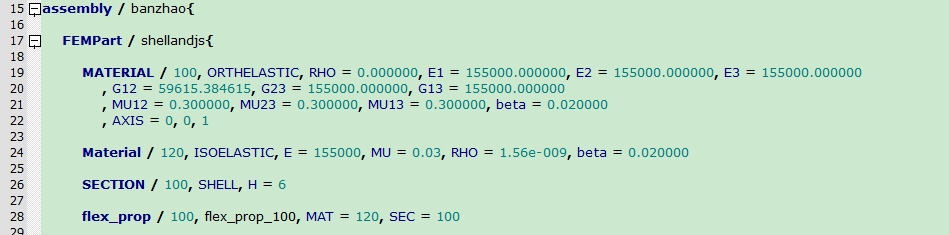 15 assembly / banzhao{
16
17 FEMPart / shellandjs{
18
19 MATERIAL / 100, ORTHELASTIC, RHO = 0.000000, E1 = 155000.000000, E2 = 155000.000000, E3 = 155000.000000
20 , G12 = 59615.384615, G23 = 155000.000000, G13 = 155000.000000
21 , MU12 = 0.300000, MU23 = 0.300000, MU13 = 0.300000, beta = 0.020000
22 , AXIS = 0, 0, 1
23
24 Material / 120, ISOELASTIC, E = 155000, MU = 0.03, RHO = 1.56e-009, beta = 0.020000
25
26 SECTION / 100, SHELL, H = 6
27
28 flex_prop / 100, flex_prop_100, MAT = 120, SEC = 100
29